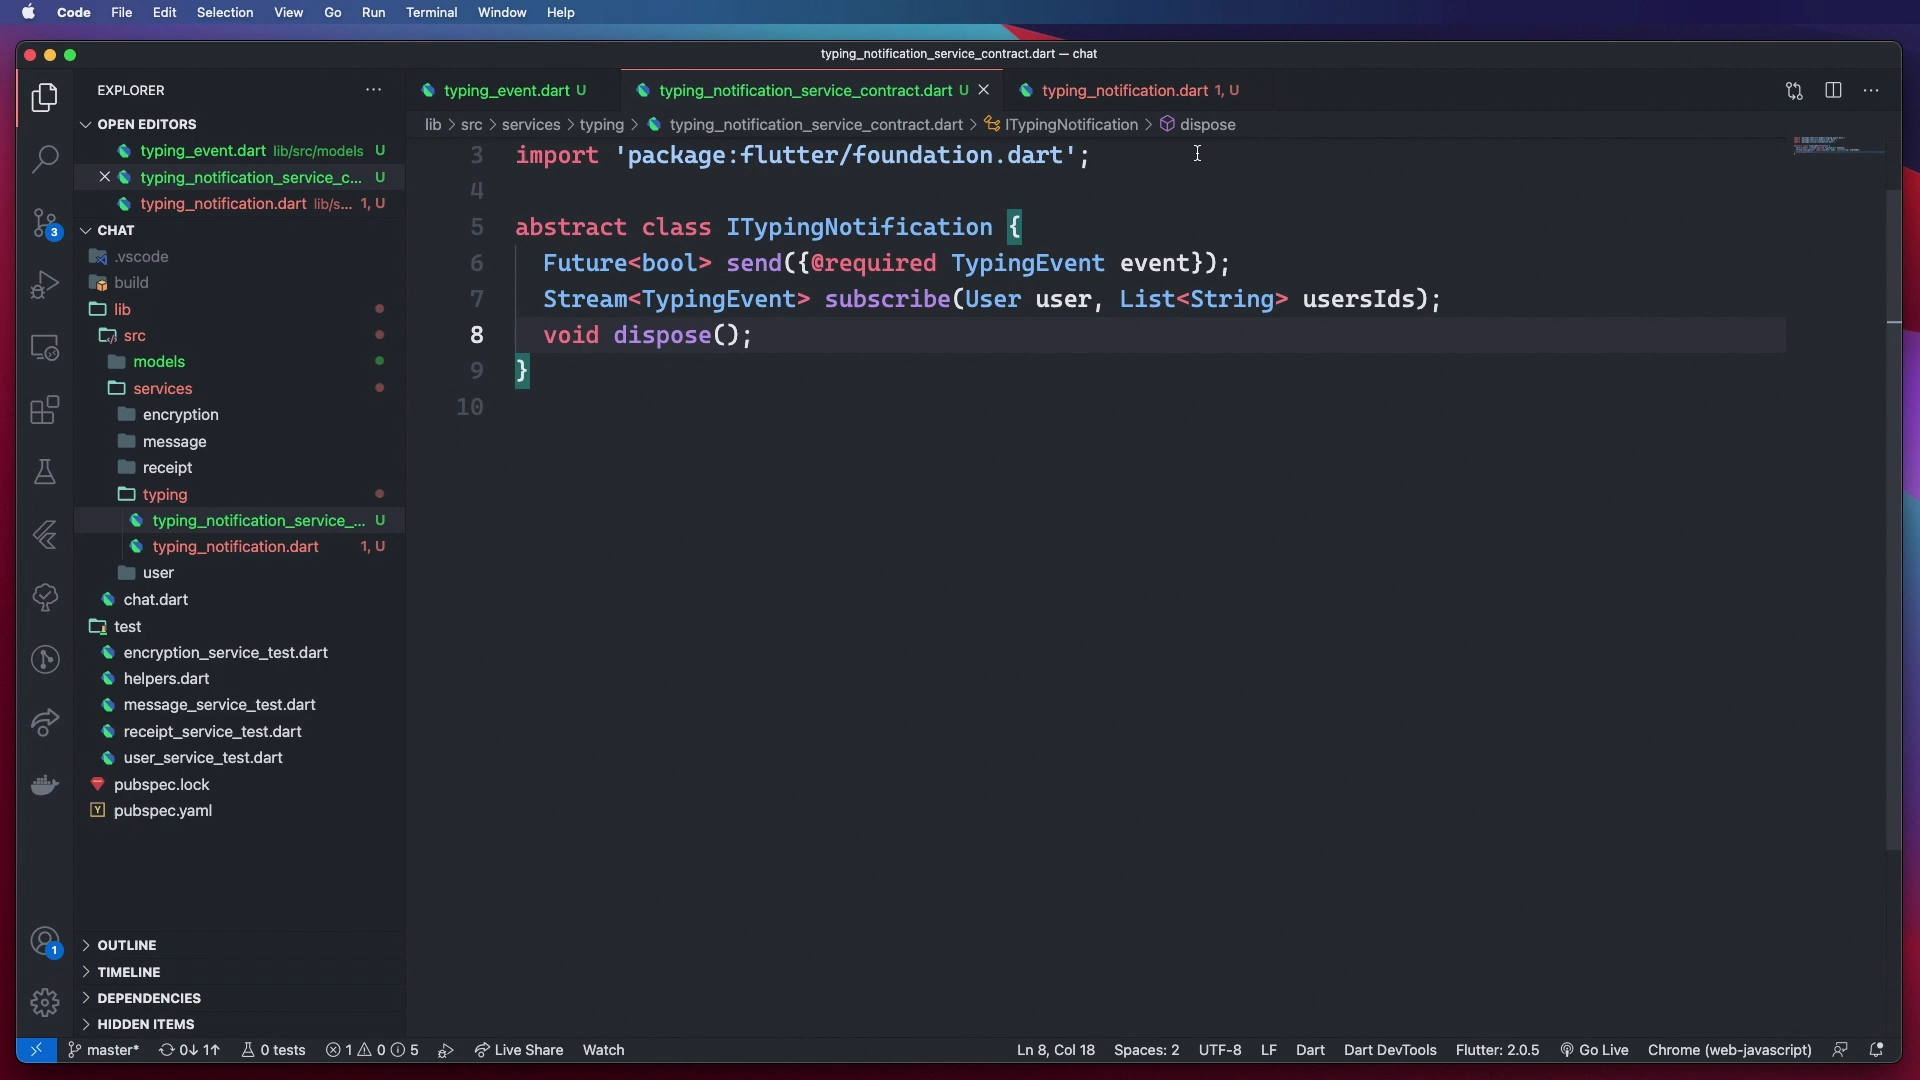 Code File Edit Selection View Go Run Terminal Window Help
typing_notification_service_contract.dart — chat
EXPLORER
typing_event.dart U
typing_notification_service_contract.dart U
typing_notification.dart 1, U
lib > src > services > typing > typing_notification_service_contract.dart > ITypingNotification > dispose
OPEN EDITORS
typing_event.dart lib/src/models U
typing_notification_service_c... U
typing_notification.dart lib/s... 1, U
CHAT
.vscode
build
lib
src
models
services
encryption
message
receipt
typing
typing_notification_service_... U
typing_notification.dart 1, U
user
chat.dart
test
encryption_service_test.dart
helpers.dart
message_service_test.dart
receipt_service_test.dart
user_service_test.dart
pubspec.lock
Y pubspec.yaml
OUTLINE
TIMELINE
DEPENDENCIES
HIDDEN ITEMS
3
1
3 import 'package:flutter/foundation.dart';
4
5 abstract class ITypingNotification {
6 Future<bool> send({@required TypingEvent event});
7 Stream<TypingEvent> subscribe(User user, List<String> usersIds);
8 void dispose();
9 }
10
master* 0↓ 1↑ 0 tests 1 0 5 Live Share Watch Ln 8, Col 18 Spaces: 2 UTF-8 LF Dart Dart DevTools Flutter: 2.0.5 Go Live Chrome (web-javascript)